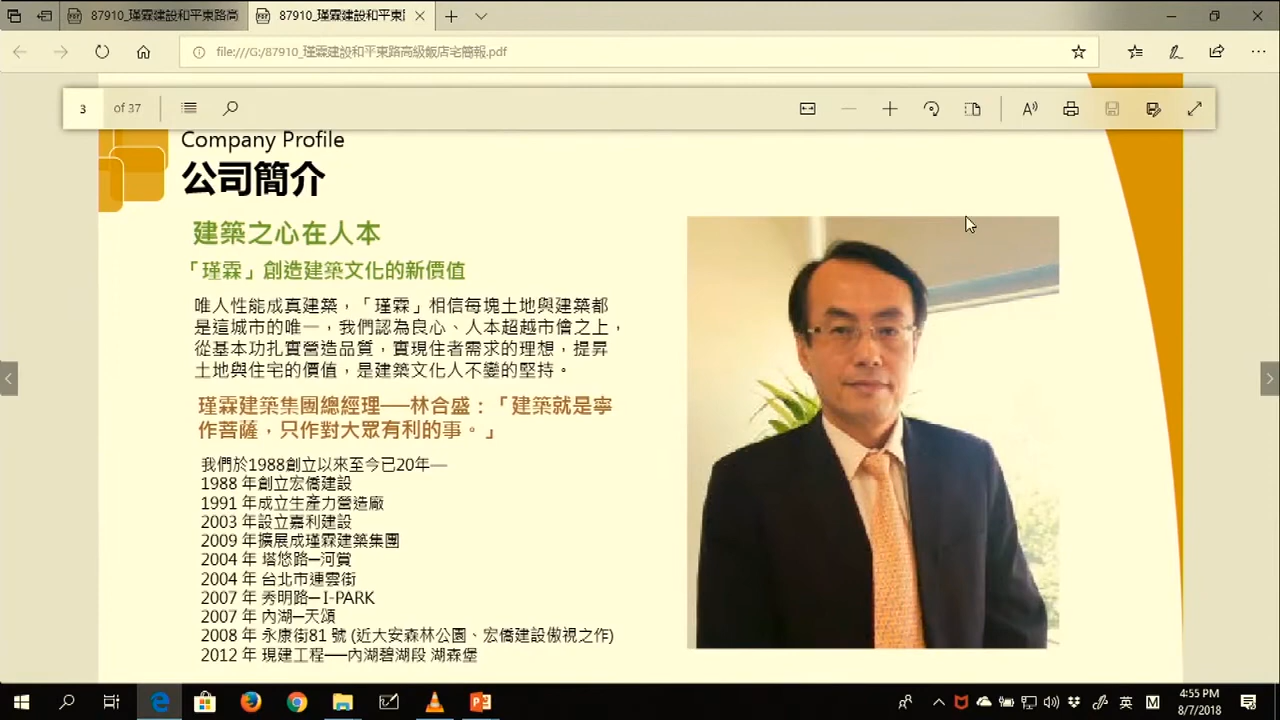 87910_瑾霖建設和平東路高
87910_瑾霖建設和平東
file:///G:/87910_瑾霖建設和平東路高級飯店宅簡報.pdf
3 of 37
Company Profile
公司簡介
建築之心在人本
「瑾霖」創造建築文化的新價值
唯人性能成真建築，「瑾霖」相信每塊土地與建築都
是這城市的唯一，我們認為良心、人本超越市儈之上，
從基本功扎實營造品質，實現住者需求的理想，提昇
土地與住宅的價值，是建築文化人不變的堅持。
瑾霖建築集團總經理──林合盛：「建築就是寧
作菩薩，只作對大眾有利的事。」
我們於1988創立以來至今已20年—
1988 年創立宏僑建設
1991 年成立生產力營造廠
2003 年設立嘉利建設
2009 年擴展成瑾霖建築集團
2004 年 塔悠路─河賞
2004 年 台北市連雲街
2007 年 秀明路─I-PARK
2007 年 內湖─天頌
2008 年 永康街81 號 (近大安森林公園、宏僑建設傲視之作)
2012 年 現建工程──內湖碧湖段 湖森堡
英
4:55 PM
8/7/2018